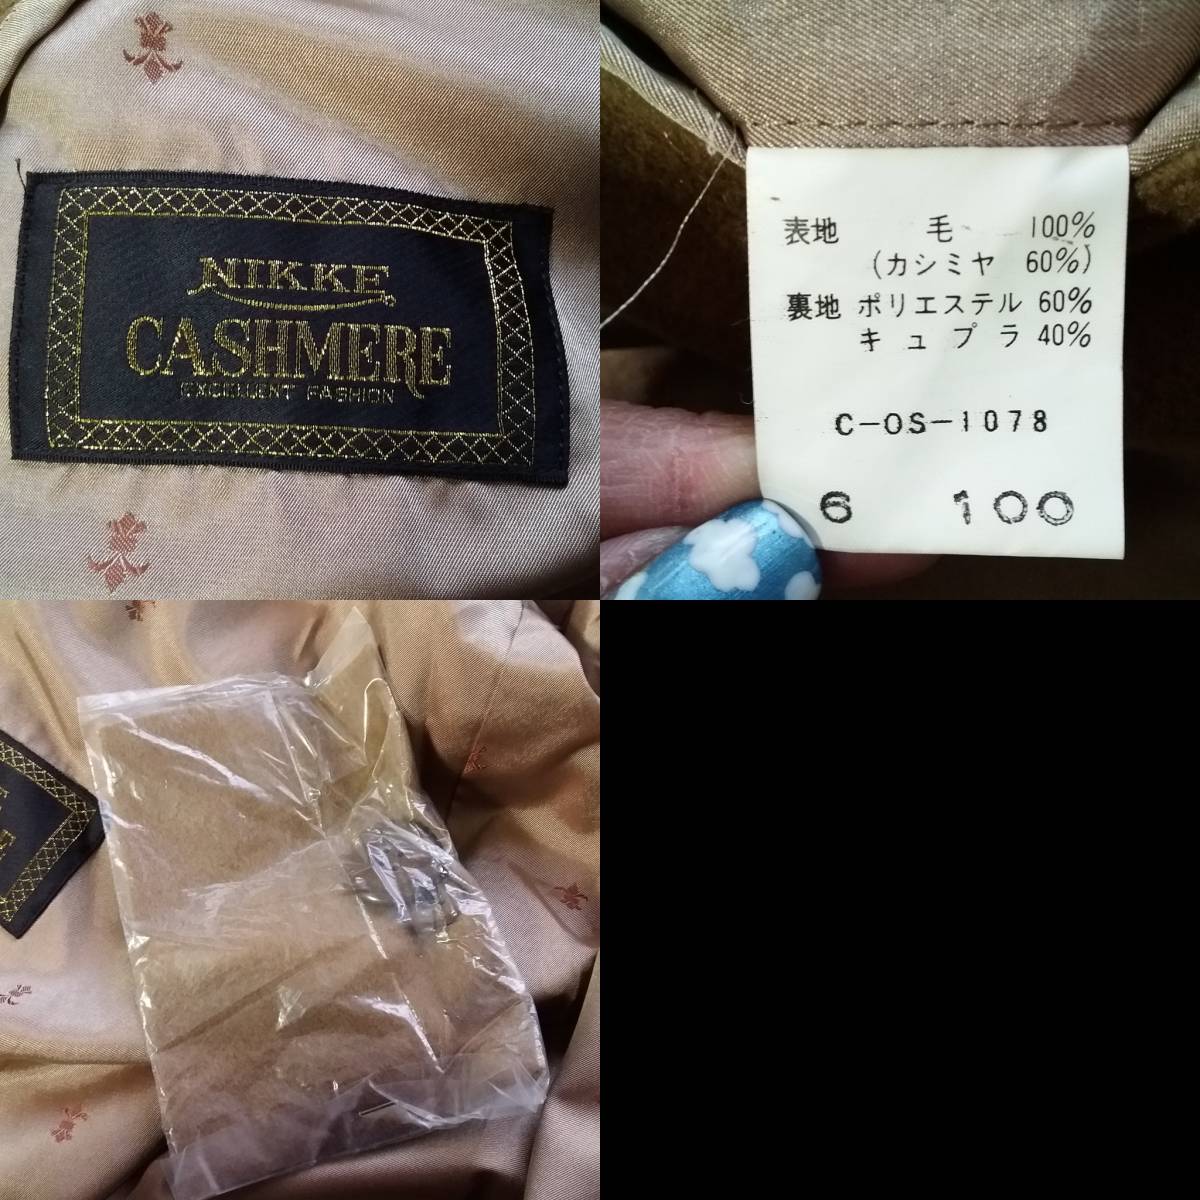 NIKKE
CASHMERE
EXCELLENT FASHION
表地 毛 100%
(カシミヤ 60%)
裏地 ポリエステル 60%
キュプラ 40%
C-OS-1078
6 100